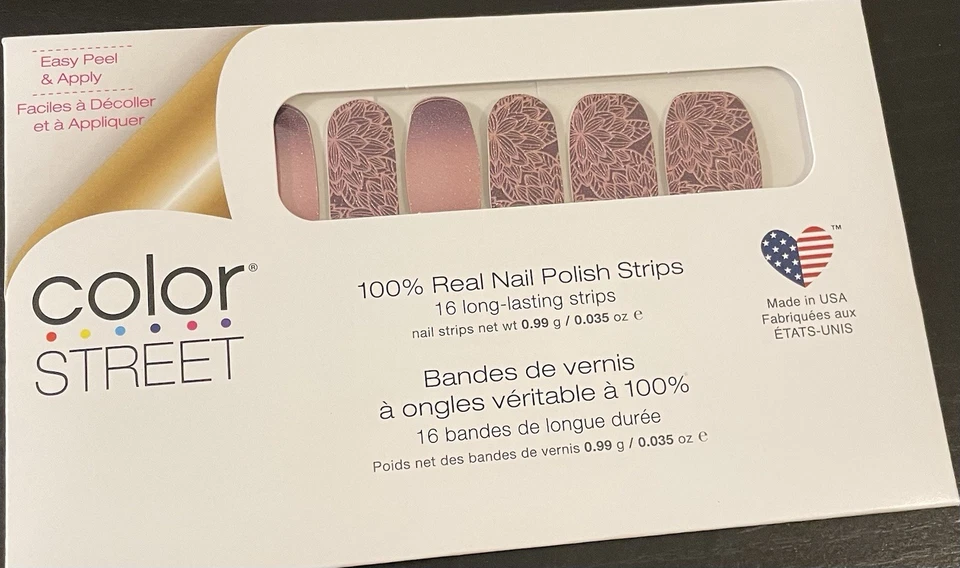 Easy Peel
& Apply
Faciles à Décoller
et à Appliquer
color®
STREET
100% Real Nail Polish Strips
16 long-lasting strips
nail strips net wt 0.99 g / 0.035 oz ℮
Bandes de vernis
à ongles véritable à 100%
16 bandes de longue durée
Poids net des bandes de vernis 0.99 g / 0.035 oz ℮
TM
Made in USA
Fabriquées aux
ÉTATS-UNIS